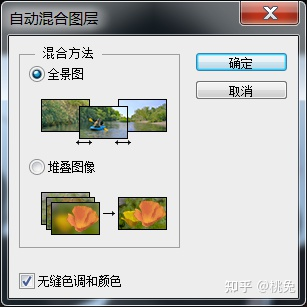 自动混合图层
混合方法
全景图
堆叠图像
无缝色调和颜色
确定
取消
知乎 @桃兔